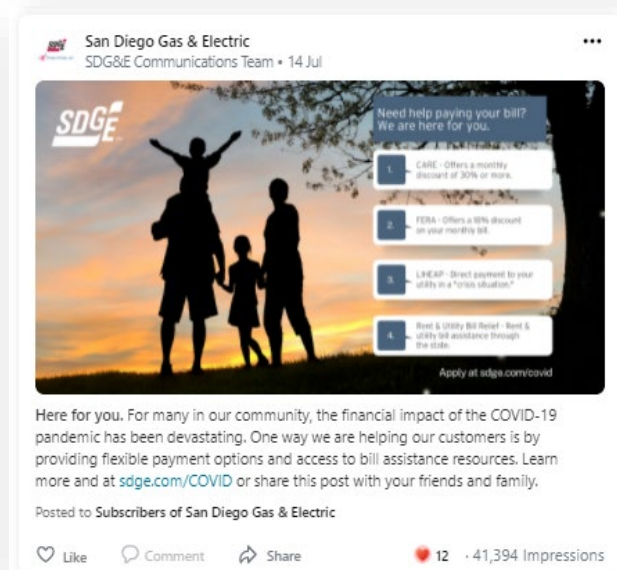 San Diego Gas & Electric
SDG&E Communications Team • 14 Jul
SDGE
Need help paying your bill?
We are here for you.
1.
CARE - Offers a monthly
discount of 30% or more.
2.
FERA - Offers a 18% discount
on your monthly bill.
3.
LIHEAP - Direct payment to your
utility in a "crisis situation."
4.
Rent & Utility Bill Relief - Rent &
utility bill assistance through
the state.
Apply at sdge.com/covid
Here for you. For many in our community, the financial impact of the COVID-19
pandemic has been devastating. One way we are helping our customers is by
providing flexible payment options and access to bill assistance resources. Learn
more and at sdge.com/COVID or share this post with your friends and family.
Posted to Subscribers of San Diego Gas & Electric
Like Comment Share 12 · 41,394 Impressions